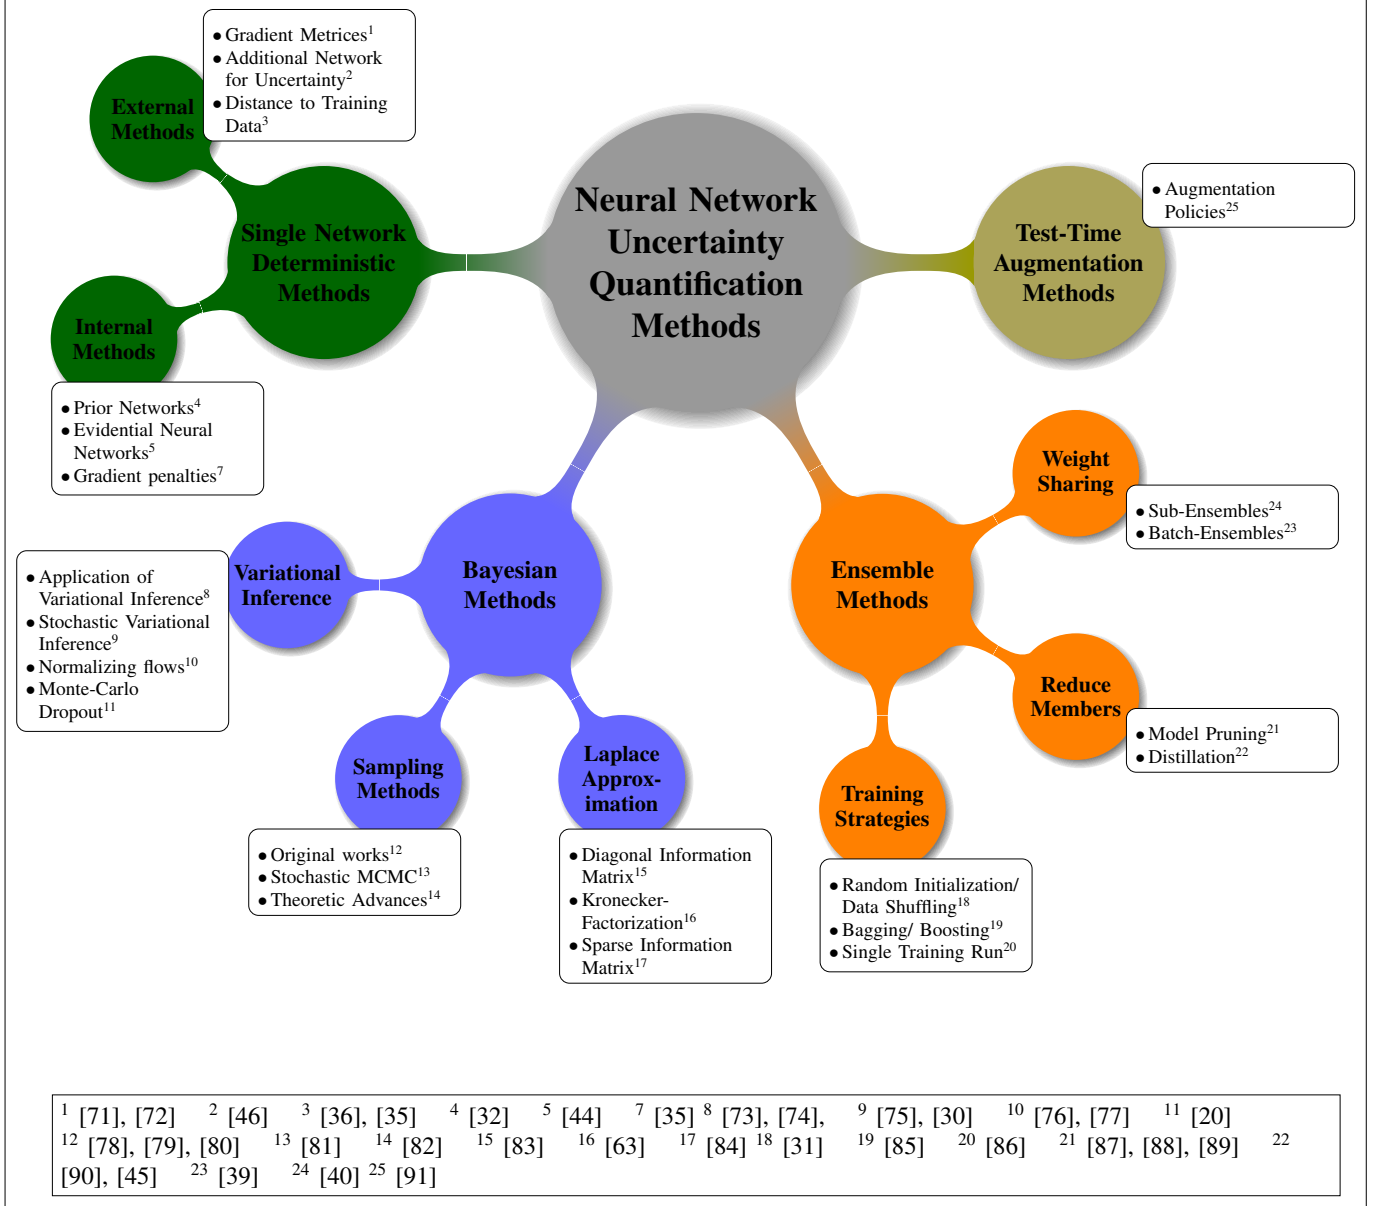 Neural Network
Uncertainty
Quantification
Methods
Single Network
Deterministic
Methods
External
Methods
• Gradient Metrices¹
• Additional Network
for Uncertainty²
• Distance to Training
Data³
Internal
Methods
• Prior Networks⁴
• Evidential Neural
Networks⁵
• Gradient penalties⁷
Bayesian
Methods
Variational
Inference
• Application of
Variational Inference⁸
• Stochastic Variational
Inference⁹
• Normalizing flows¹⁰
• Monte-Carlo
Dropout¹¹
Sampling
Methods
• Original works¹²
• Stochastic MCMC¹³
• Theoretic Advances¹⁴
Laplace
Approx-
imation
• Diagonal Information
Matrix¹⁵
• Kronecker-
Factorization¹⁶
• Sparse Information
Matrix¹⁷
Ensemble
Methods
Training
Strategies
• Random Initialization/
Data Shuffling¹⁸
• Bagging/ Boosting¹⁹
• Single Training Run²⁰
Reduce
Members
• Model Pruning²¹
• Distillation²²
Weight
Sharing
• Sub-Ensembles²⁴
• Batch-Ensembles²³
Test-Time
Augmentation
Methods
• Augmentation
Policies²⁵
¹ [71], [72] ² [46] ³ [36], [35] ⁴ [32] ⁵ [44] ⁷ [35] ⁸ [73], [74], ⁹ [75], [30] ¹⁰ [76], [77] ¹¹ [20]
¹² [78], [79], [80] ¹³ [81] ¹⁴ [82] ¹⁵ [83] ¹⁶ [63] ¹⁷ [84] ¹⁸ [31] ¹⁹ [85] ²⁰ [86] ²¹ [87], [88], [89] ²²
[90], [45] ²³ [39] ²⁴ [40] ²⁵ [91]